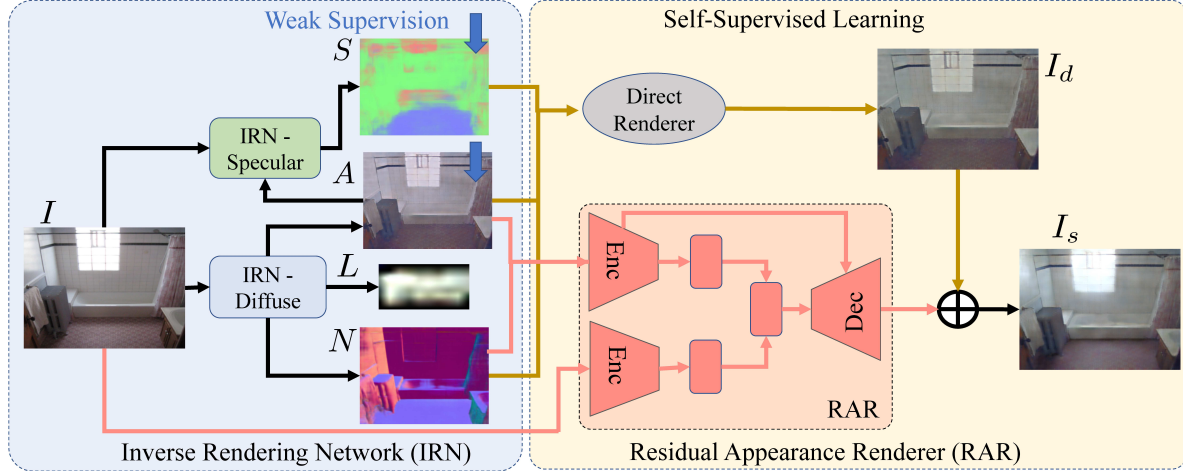 Weak Supervision
Self-Supervised Learning
S
I_d
Direct
Renderer
IRN -
Specular
A
I
I_s
Enc
IRN -
Diffuse
L
Dec
N
Enc
RAR
Inverse Rendering Network (IRN)
Residual Appearance Renderer (RAR)